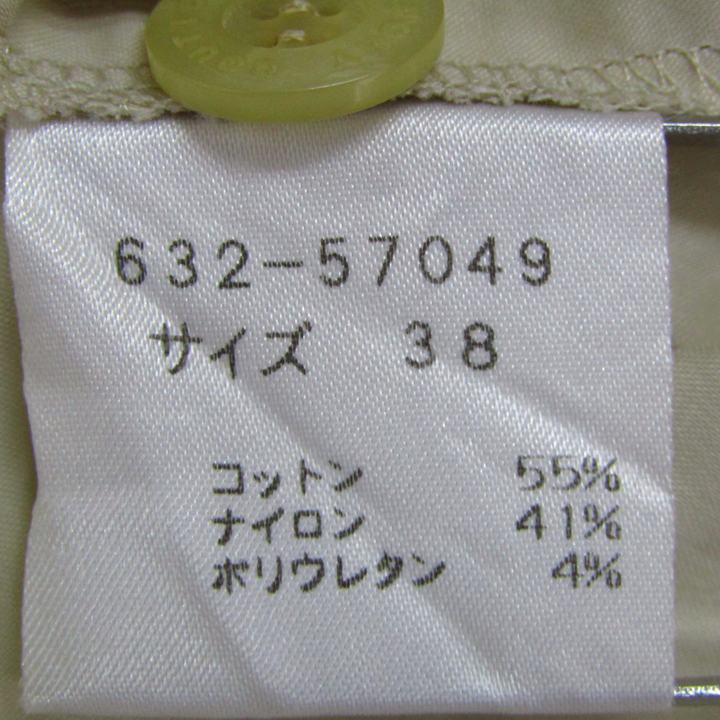 632-57049
サイズ 38
コットン 55%
ナイロン 41%
ポリウレタン 4%